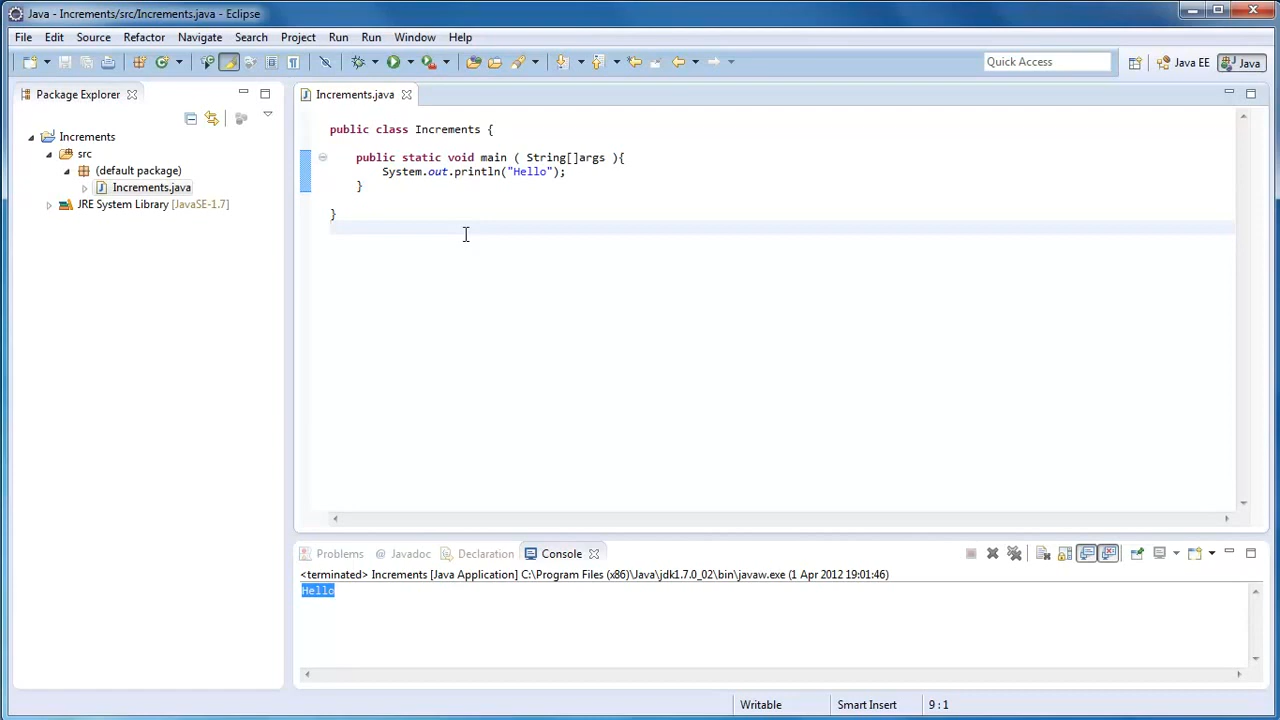 Java - Increments/src/Increments.java - Eclipse
File Edit Source Refactor Navigate Search Project Run Run Window Help
Quick Access
Java EE
Java
Package Explorer
Increments
src
(default package)
Increments.java
JRE System Library [JavaSE-1.7]
Increments.java
public class Increments {
public static void main ( String[]args ){
System.out.println("Hello");
}
}
Problems @ Javadoc Declaration Console
<terminated> Increments [Java Application] C:\Program Files (x86)\Java\jdk1.7.0_02\bin\javaw.exe (1 Apr 2012 19:01:46)
Hello
Writable Smart Insert 9 : 1